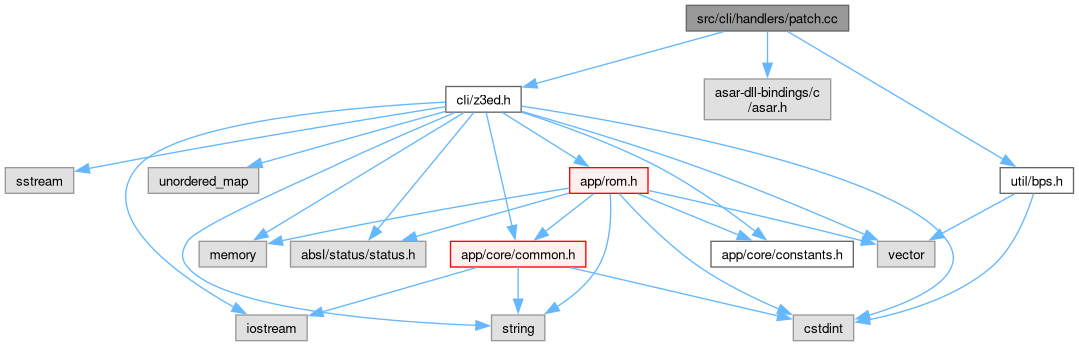 src/cli/handlers/patch.cc
cli/z3ed.h
asar-dll-bindings/c
/asar.h
sstream
unordered_map
app/rom.h
util/bps.h
memory
absl/status/status.h
app/core/common.h
app/core/constants.h
vector
iostream
string
cstdint